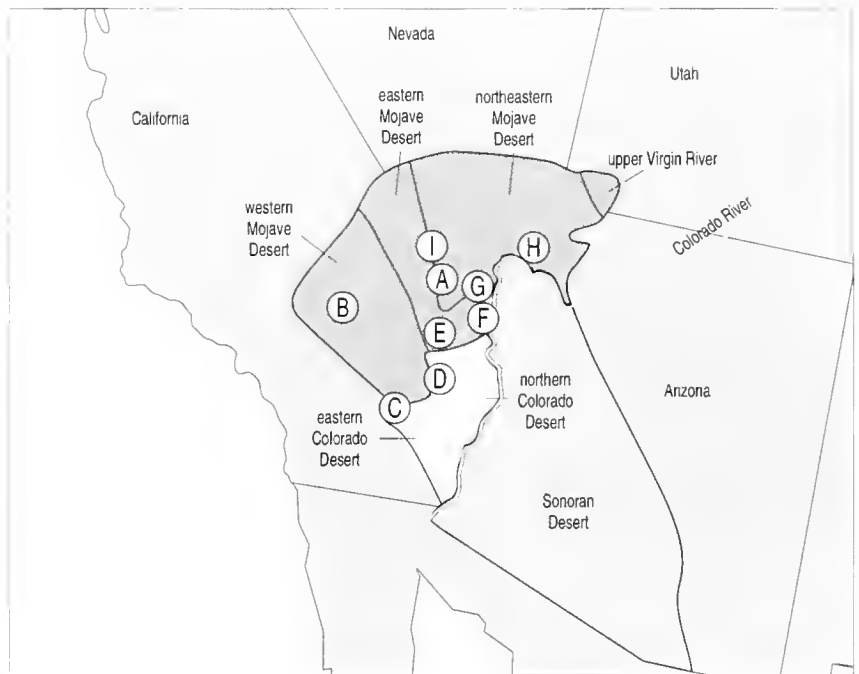 Nevada
Utah
California
eastern
Mojave
Desert
northeastern
Mojave
Desert
upper Virgin River
western
Mojave
Desert
Colorado River
I
H
A
G
B
F
E
D
C
northern
Colorado
Desert
Arizona
eastern
Colorado
Desert
Sonoran
Desert